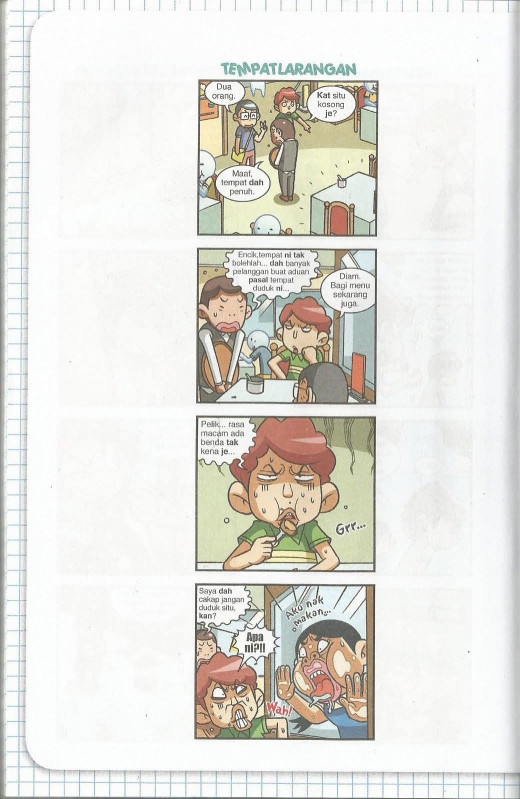 TEMPAT LARANGAN
Dua
orang.
Kat situ
kosong
je?
Maaf,
tempat dah
penuh.
Encik,tempat ni tak
bolehlah... dah banyak
pelanggan buat aduan
pasal tempat
duduk ni...
Diam.
Bagi menu
sekarang
juga.
Pelik... rasa
macam ada
benda tak
kena je...
Grr...
Saya dah
cakap jangan
duduk situ,
kan?
Apa
ni?!!
Aku nak
makan...
Wah!